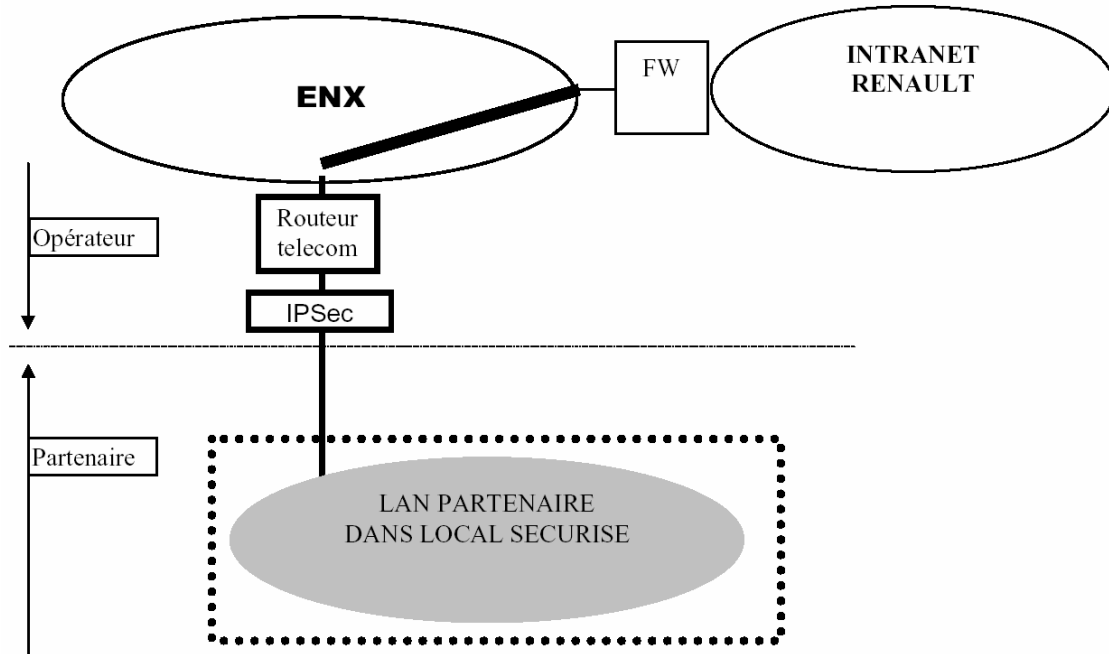 ENX
FW
INTRANET
RENAULT
Routeur
telecom
Opérateur
IPSec
Partenaire
LAN PARTENAIRE
DANS LOCAL SECURISE